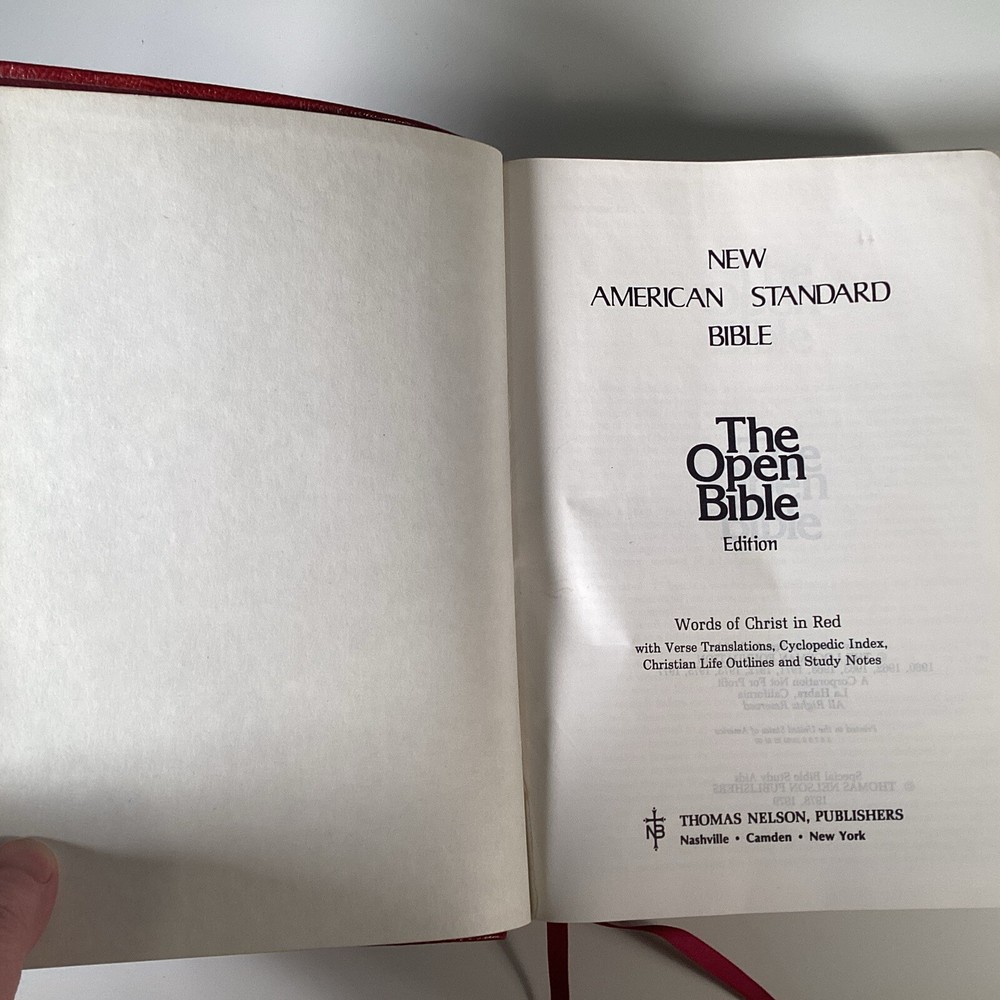 NEW
AMERICAN STANDARD
BIBLE
The
Open
Bible
Edition
Words of Christ in Red
with Verse Translations, Cyclopedic Index,
Christian Life Outlines and Study Notes
NB
THOMAS NELSON, PUBLISHERS
Nashville • Camden • New York